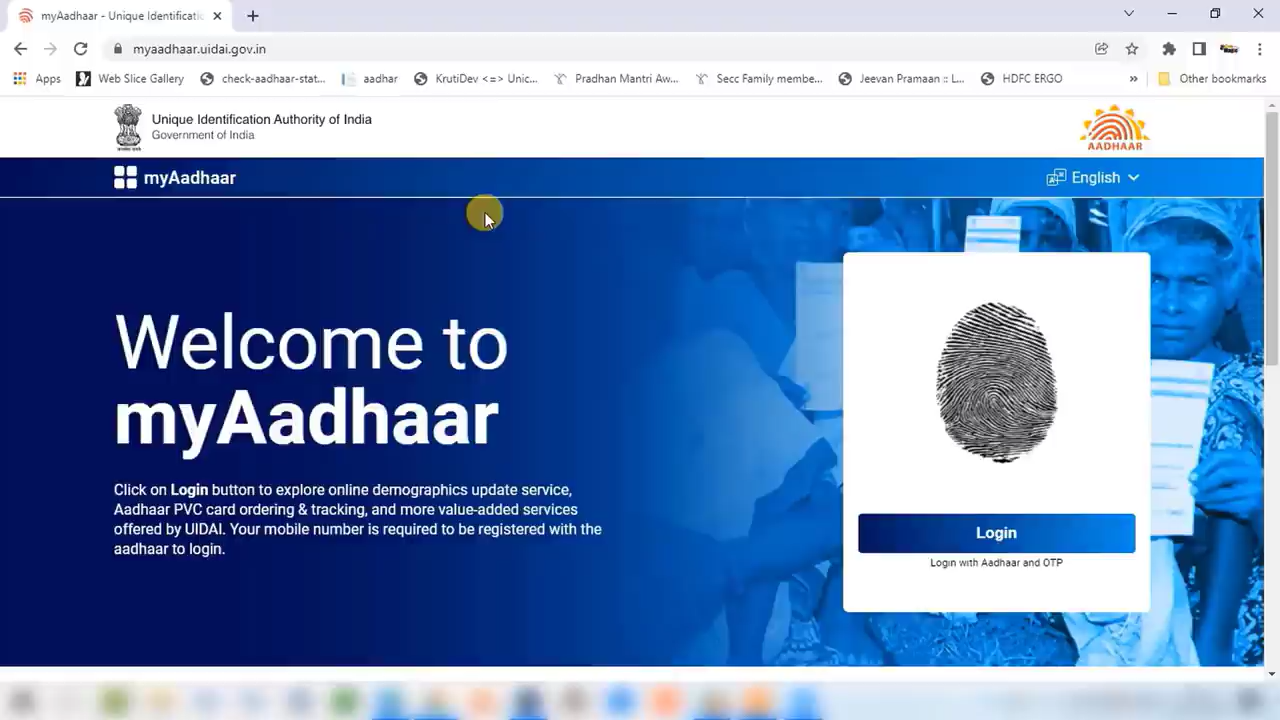 myAadhaar - Unique Identificatio
myaadhaar.uidai.gov.in
Apps
Web Slice Gallery
check-aadhaar-stat...
aadhar
KrutiDev <=> Unic...
Pradhan Mantri Aw...
Secc Family membe...
Jeevan Pramaan :: L...
HDFC ERGO
»
Other bookmarks
Unique Identification Authority of India
Government of India
AADHAAR
myAadhaar
English
Welcome to
myAadhaar
Click on Login button to explore online demographics update service,
Aadhaar PVC card ordering & tracking, and more value-added services
offered by UIDAI. Your mobile number is required to be registered with the
aadhaar to login.
Login
Login with Aadhaar and OTP